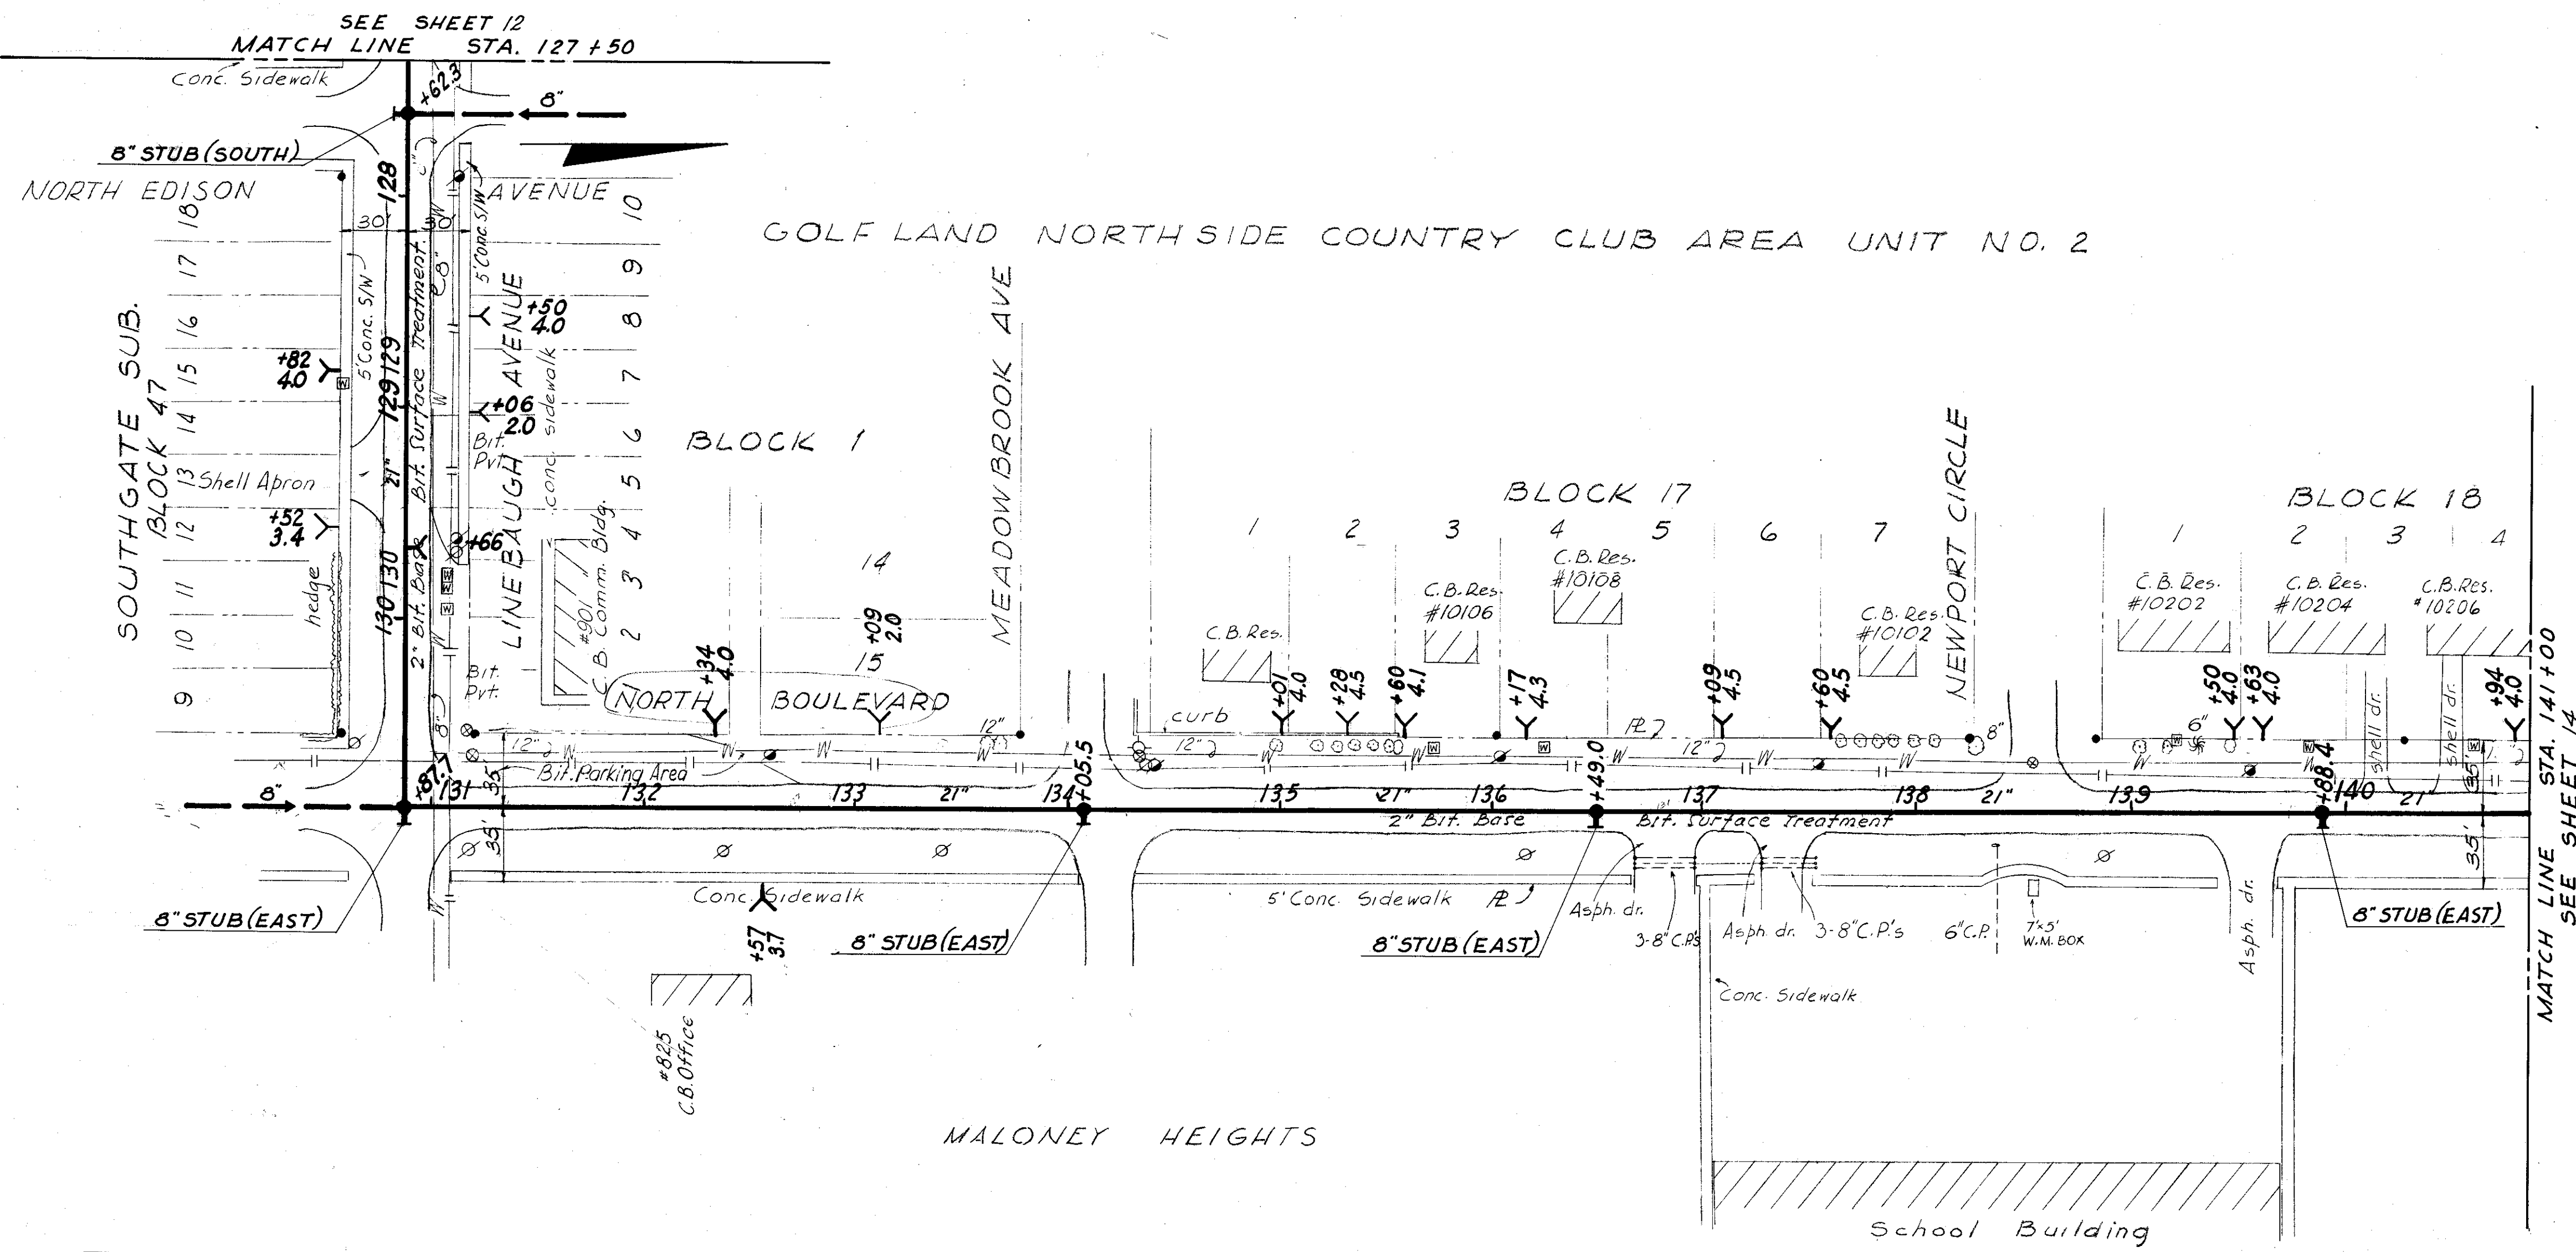 SEE SHEET 12
MATCH LINE STA. 127+50
Conc. Sidewalk
+62.3
8"
8" STUB (SOUTH)
NORTH EDISON AVENUE
128
30' 30'
5' Conc. S/W
5' Conc. S/W
8"
W
Bit. Surface Treatment
2" Bit. Base
21"
129 129
130 130
SOUTHGATE SUB.
BLOCK 47
18
17
16
15
14
13
12
11
10
9
+82
4.0
Shell Apron
+52
3.4
hedge
LINEBAUGH AVENUE
+50
4.0
+06
2.0
+66
Bit.
Pvt.
conc. sidewalk
10
9
8
7
6
5
4
3
2
#901
C.B. Comm. Bldg.
Bit.
Pvt.
8"
GOLF LAND NORTHSIDE COUNTRY CLUB AREA UNIT NO. 2
BLOCK 1
14
15
+34
4.0
+09
2.0
NORTH BOULEVARD
MEADOWBROOK AVE
BLOCK 17
1 2 3 4 5 6 7
C.B. Res.
C.B. Res.
#10106
C.B. Res.
#10108
C.B. Res.
#10102
+01
4.0
+28
4.5
+60
4.1
+17
4.3
+09
4.5
+60
4.5
NEWPORT CIRCLE
BLOCK 18
1 2 3 4
C.B. Res.
#10202
C.B. Res.
#10204
C.B. Res.
#10206
+50
4.0
+63
4.0
+94
4.0
shell dr.
shell dr.
curb
12" W W W 12" 12" W W PL 12" W W 8" W 6" W
Bit. Parking Area
35'
35'
35'
35'
8"
+87.7
131 132 133 21" 134 +05.5 135 21" 136 +49.0 137 138 21" 139 +88.4 140 21"
2" Bit. Base Bit. Surface Treatment
Conc. Sidewalk
5' Conc. Sidewalk PL
8" STUB (EAST)
+57
3.7
8" STUB (EAST)
8" STUB (EAST)
Asph. dr.
3-8" C.P.'s
Asph. dr.
3-8" C.P.'s
6" C.P.
7'x5'
W.M. BOX
Asph. dr.
8" STUB (EAST)
Conc. Sidewalk
#825
C.B. Office
MALONEY HEIGHTS
School Building
MATCH LINE STA. 141+00
SEE SHEET 14